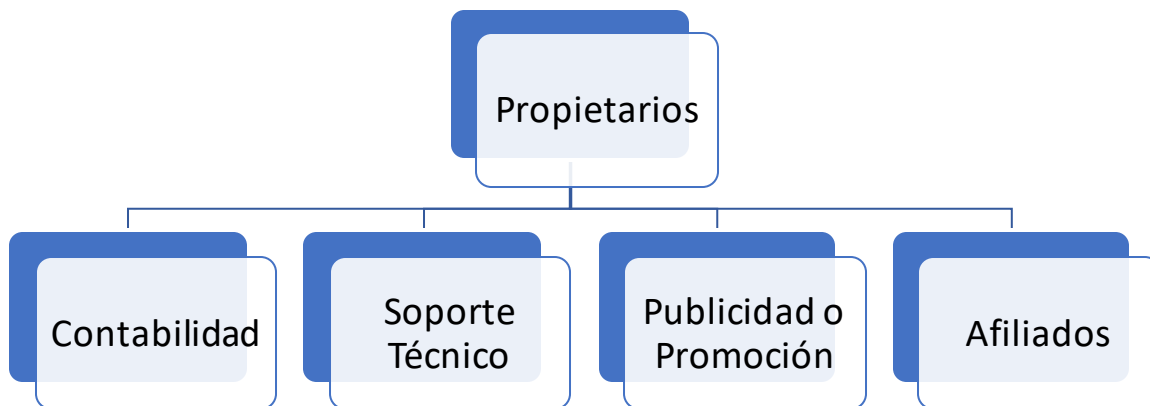 Propietarios
Contabilidad
Soporte
Técnico
Publicidad o
Promoción
Afiliados